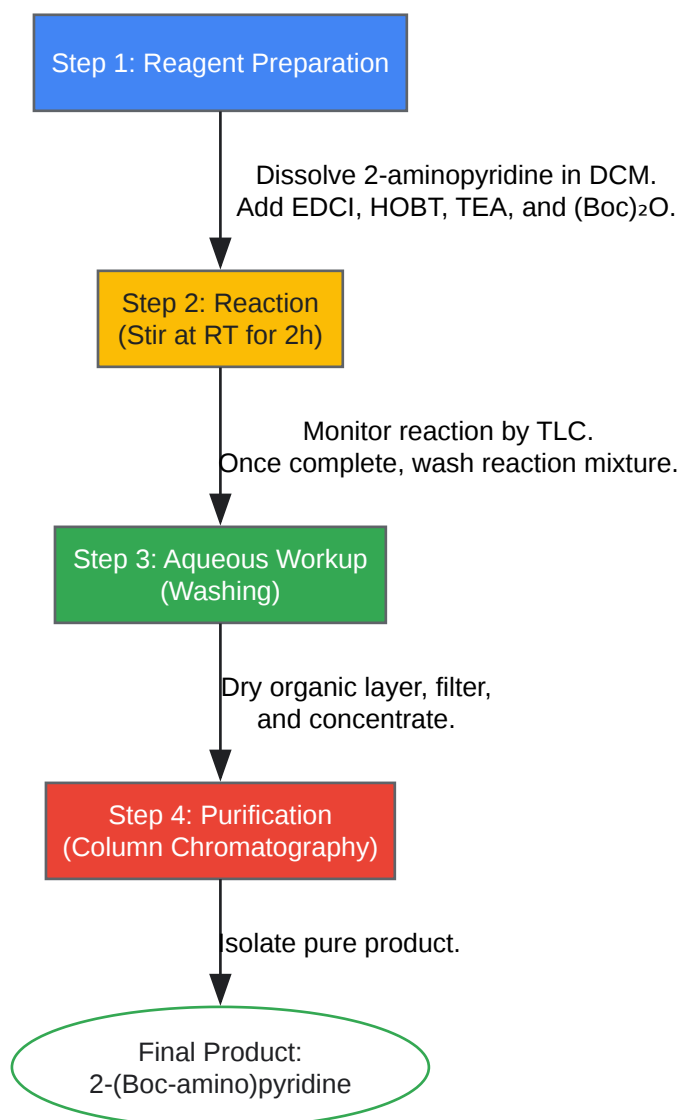 Step 1: Reagent Preparation
Dissolve 2-aminopyridine in DCM.
Add EDCI, HOBT, TEA, and (Boc)₂O.
Step 2: Reaction
(Stir at RT for 2h)
Monitor reaction by TLC.
Once complete, wash reaction mixture.
Step 3: Aqueous Workup
(Washing)
Dry organic layer, filter,
and concentrate.
Step 4: Purification
(Column Chromatography)
Isolate pure product.
Final Product:
2-(Boc-amino)pyridine